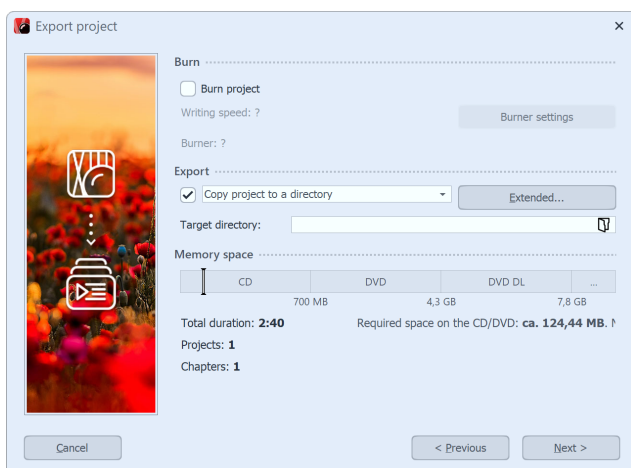 Export project
Burn
Burn project
Writing speed: ?
Burner settings
Burner: ?
Export
Copy project to a directory
Extended...
Target directory:
Memory space
CD DVD DVD DL ...
700 MB 4,3 GB 7,8 GB
Total duration: 2:40 Required space on the CD/DVD: ca. 124,44 MB.
Projects: 1
Chapters: 1
Cancel < Previous Next >